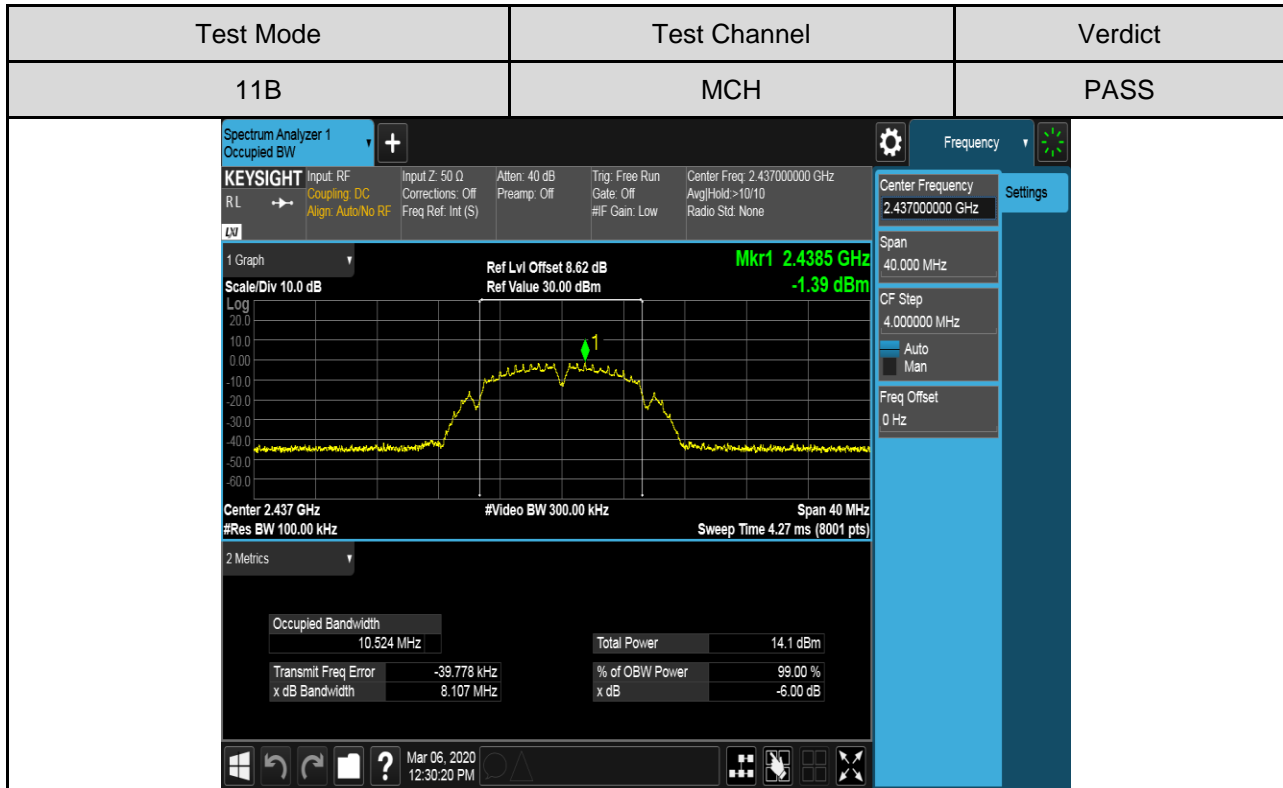 Test Mode Test Channel Verdict
11B MCH PASS
Spectrum Analyzer 1
Occupied BW
+
Frequency
KEYSIGHT Input: RF Input Z: 50 Ω Atten: 40 dB Trig: Free Run Center Freq: 2.437000000 GHz
RL Coupling: DC Corrections: Off Preamp: Off Gate: Off Avg|Hold:>10/10
Align: Auto/No RF Freq Ref: Int (S) #IF Gain: Low Radio Std: None
LXI
Center Frequency
2.437000000 GHz
Settings
Span
40.000 MHz
CF Step
4.000000 MHz
Auto
Man
Freq Offset
0 Hz
1 Graph Ref Lvl Offset 8.62 dB Mkr1 2.4385 GHz
Scale/Div 10.0 dB Ref Value 30.00 dBm -1.39 dBm
Log
20.0
10.0
1
0.00
-10.0
-20.0
-30.0
-40.0
-50.0
-60.0
Center 2.437 GHz #Video BW 300.00 kHz Span 40 MHz
#Res BW 100.00 kHz Sweep Time 4.27 ms (8001 pts)
2 Metrics
Occupied Bandwidth
10.524 MHz Total Power 14.1 dBm
Transmit Freq Error -39.778 kHz % of OBW Power 99.00 %
x dB Bandwidth 8.107 MHz x dB -6.00 dB
? Mar 06, 2020
12:30:20 PM